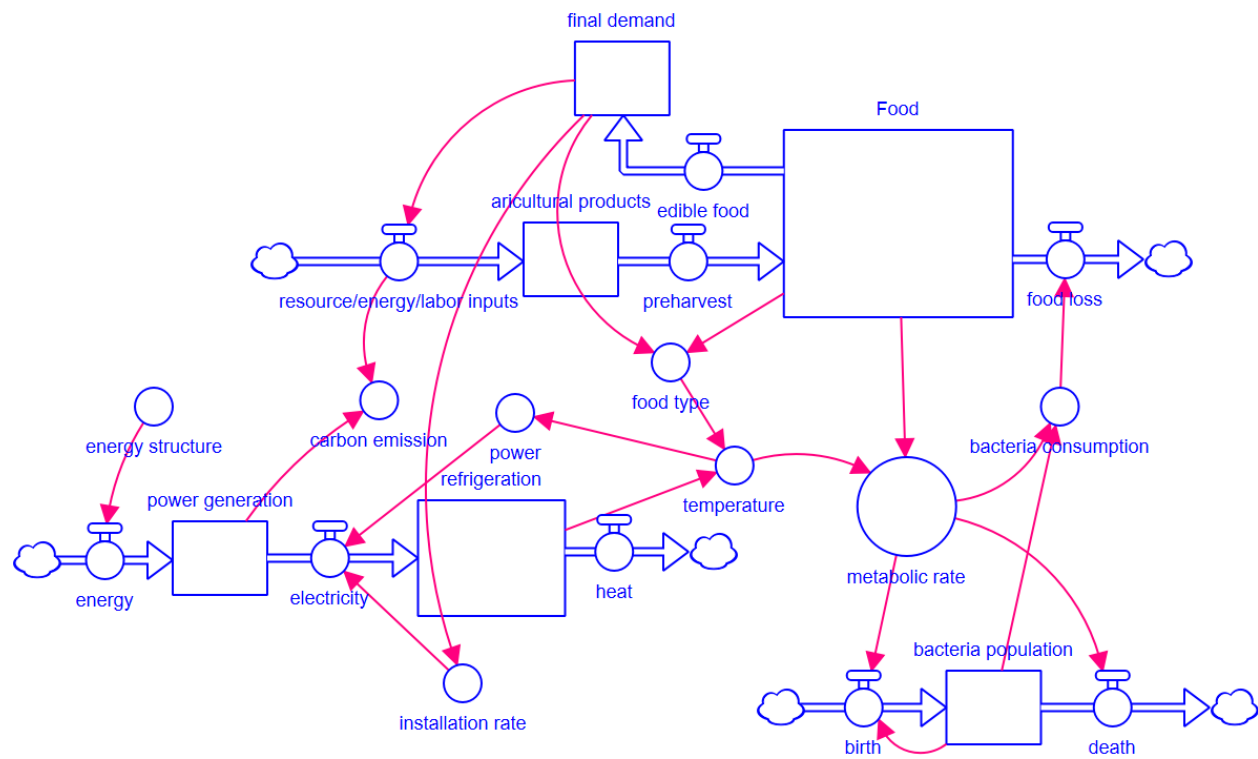 final demand
Food
aricultural products
edible food
resource/energy/labor inputs
preharvest
food loss
food type
energy structure
carbon emission
power
bacteria consumption
refrigeration
power generation
temperature
energy
electricity
heat
metabolic rate
bacteria population
installation rate
birth
death